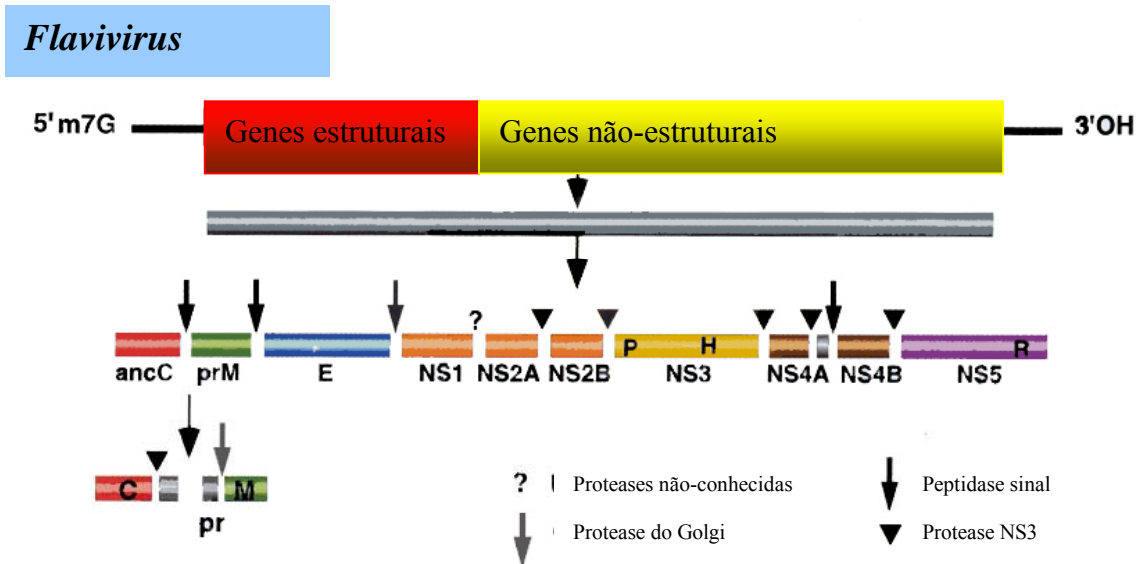 Flavivirus
5' m7G Genes estruturais Genes não-estruturais 3'OH
?
P H R
ancC prM E NS1 NS2A NS2B NS3 NS4A NS4B NS5
C M
pr
? Proteases não-conhecidas Peptidase sinal
Protease do Golgi Protease NS3